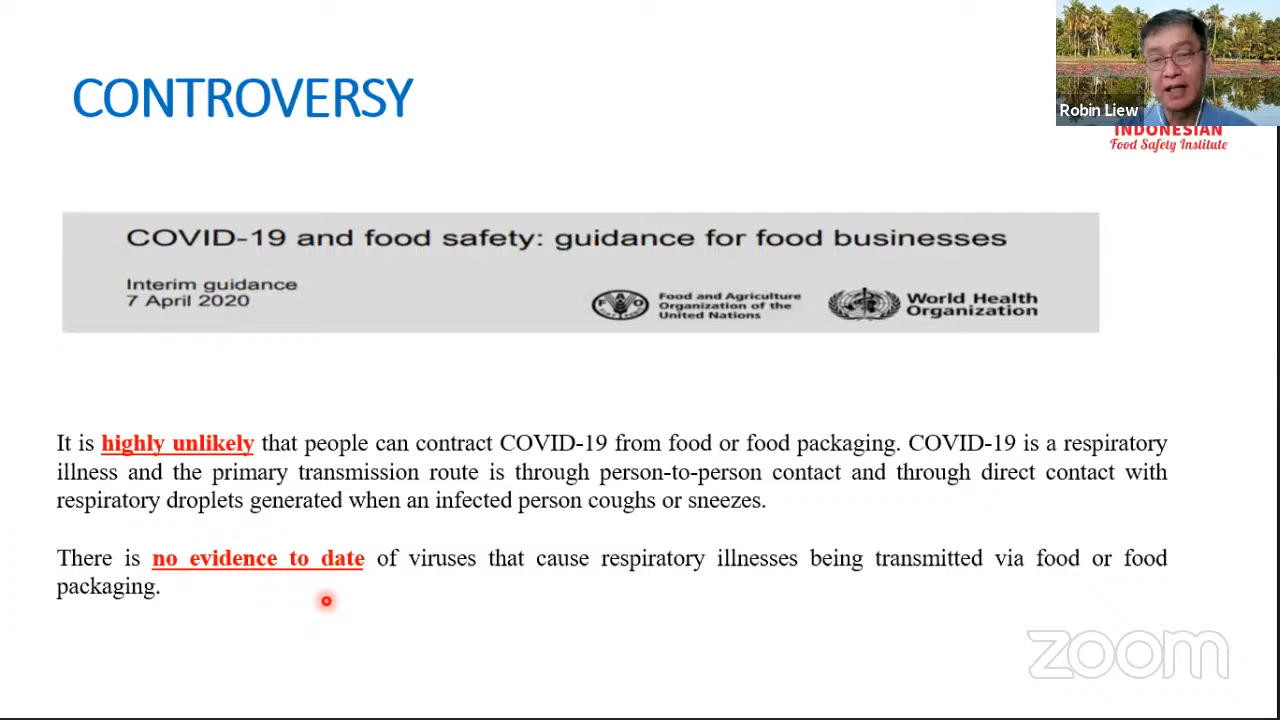 CONTROVERSY
Robin Liew
INDONESIAN
Food Safety Institute
COVID-19 and food safety: guidance for food businesses
Interim guidance
7 April 2020
FAO
Food and Agriculture
Organization of the
United Nations
World Health
Organization
It is highly unlikely that people can contract COVID-19 from food or food packaging. COVID-19 is a respiratory
illness and the primary transmission route is through person-to-person contact and through direct contact with
respiratory droplets generated when an infected person coughs or sneezes.
There is no evidence to date of viruses that cause respiratory illnesses being transmitted via food or food
packaging.
zoom